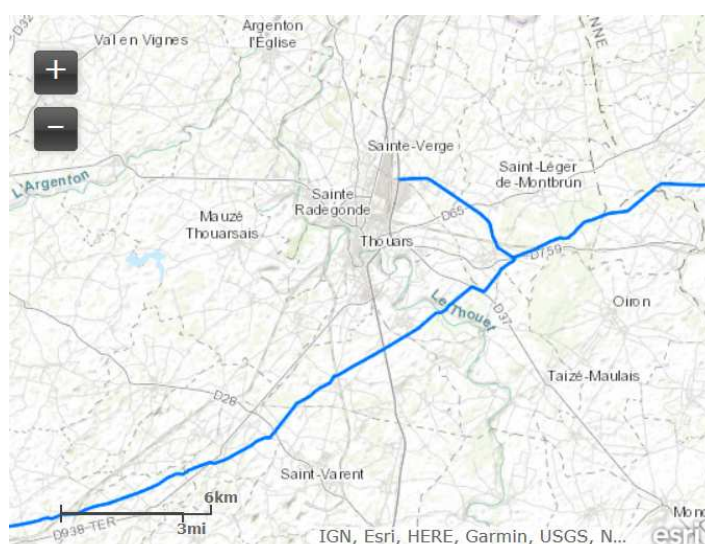 D32
Argenton
l'Église
Val en Vignes
+
−
ENNE
Sainte-Verge
Saint-Léger
de-Montbrun
L'Argenton
Sainte
Radegonde
Mauzé
Thouarsais
D65
Thouars
D759
Oiron
Le Thouet
D37
Taizé-Maulais
D28
Saint-Varent
6km
3mi
D938-TER
IGN, Esri, HERE, Garmin, USGS, N...
esri